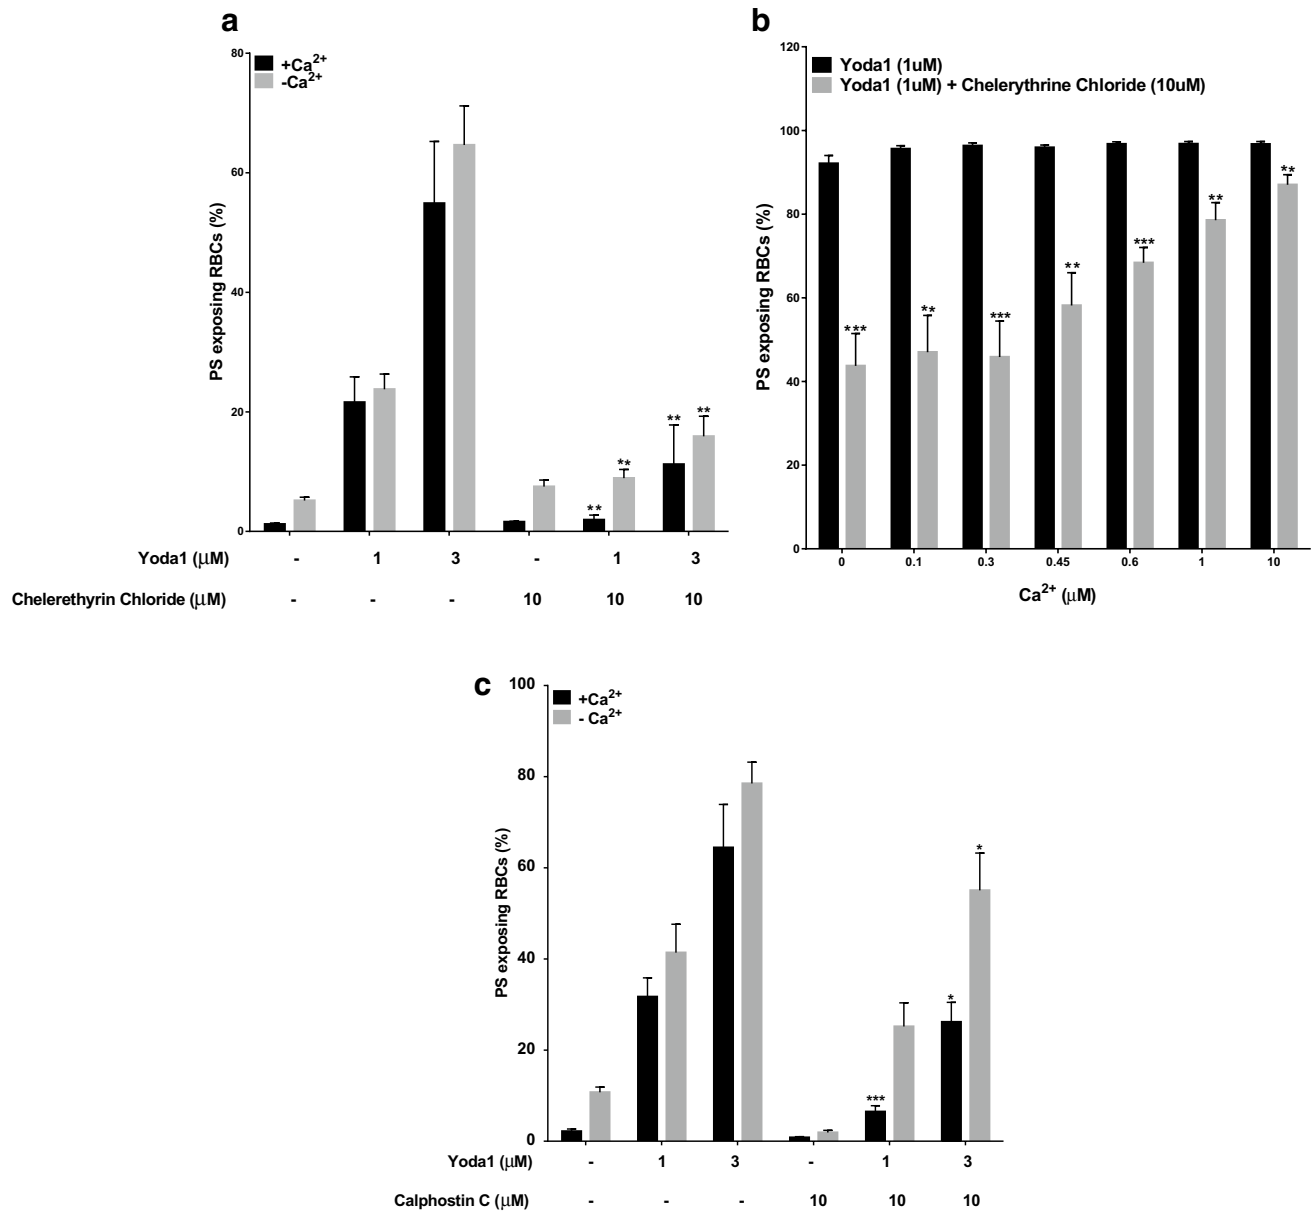 a
80
60
40
20
0
PS exposing RBCs (%)
+Ca2+
-Ca2+
** ** ** **
Yoda1 (μM) - 1 3 - 1 3
Chelerethyrin Chloride (μM) - - - 10 10 10
b
120
100
80
60
40
20
0
PS exposing RBCs (%)
Yoda1 (1uM)
Yoda1 (1uM) + Chelerythrine Chloride (10uM)
*** ** *** ** *** ** **
0 0.1 0.3 0.45 0.6 1 10
Ca2+ (μM)
c
100
80
60
40
20
0
PS exposing RBCs (%)
+Ca2+
- Ca2+
*** * *
Yoda1 (μM) - 1 3 - 1 3
Calphostin C (μM) - - - 10 10 10